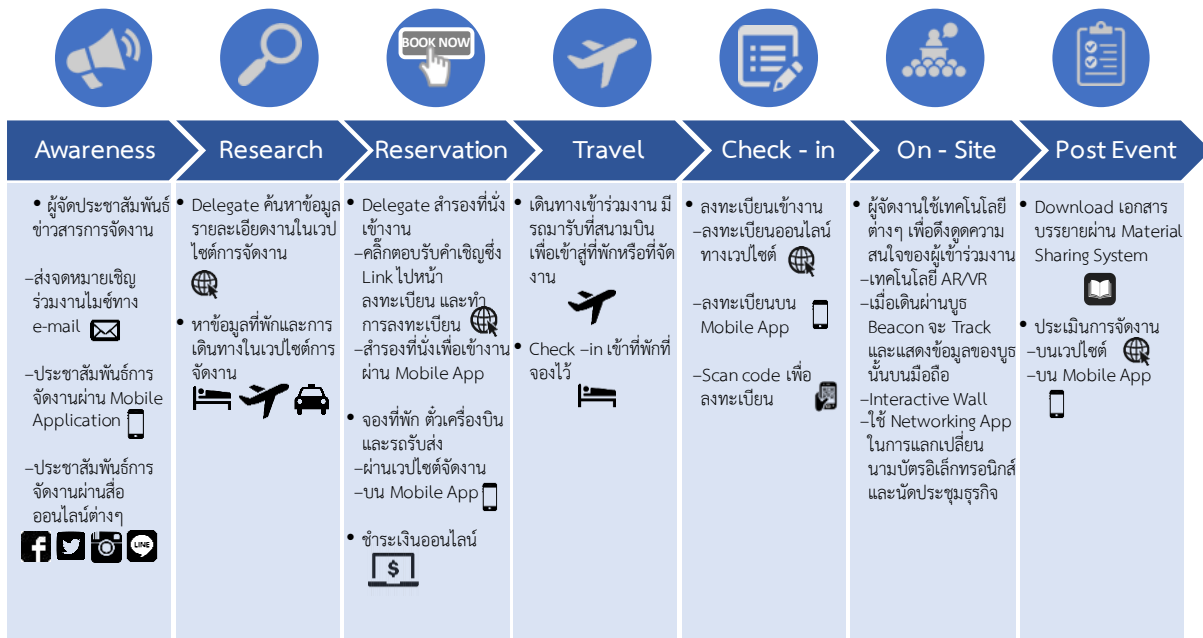 BOOK NOW
Awareness
Research
Reservation
Travel
Check - in
On - Site
Post Event
• ผู้จัดประชาสัมพันธ์
ข่าวสารการจัดงาน
–ส่งจดหมายเชิญ
ร่วมงานไมซ์ทาง
e-mail
–ประชาสัมพันธ์การ
จัดงานผ่าน Mobile
Application
–ประชาสัมพันธ์การ
จัดงานผ่านสื่อ
ออนไลน์ต่างๆ
LINE
• Delegate ค้นหาข้อมูล
รายละเอียดงานในเวป
ไซต์การจัดงาน
• หาข้อมูลที่พักและการ
เดินทางในเวปไซต์การ
จัดงาน
• Delegate สำรองที่นั่ง
เข้างาน
–คลิ๊กตอบรับคำเชิญซึ่ง
Link ไปหน้า
ลงทะเบียน และทำ
การลงทะเบียน
–สำรองที่นั่งเพื่อเข้างาน
ผ่าน Mobile App
• จองที่พัก ตั๋วเครื่องบิน
และรถรับส่ง
–ผ่านเวปไซต์จัดงาน
–บน Mobile App
• ชำระเงินออนไลน์
$
• เดินทางเข้าร่วมงาน มี
รถมารับที่สนามบิน
เพื่อเข้าสู่ที่พักหรือที่จัด
งาน
• Check –in เข้าที่พักที่
จองไว้
• ลงทะเบียนเข้างาน
–ลงทะเบียนออนไลน์
ทางเวปไซต์
–ลงทะเบียนบน
Mobile App
–Scan code เพื่อ
ลงทะเบียน
• ผู้จัดงานใช้เทคโนโลยี
ต่างๆ เพื่อดึงดูดความ
สนใจของผู้เข้าร่วมงาน
–เทคโนโลยี AR/VR
–เมื่อเดินผ่านบูธ
Beacon จะ Track
และแสดงข้อมูลของบูธ
นั้นบนมือถือ
–Interactive Wall
–ใช้ Networking App
ในการแลกเปลี่ยน
นามบัตรอิเล็กทรอนิกส์
และนัดประชุมธุรกิจ
• Download เอกสาร
บรรยายผ่าน Material
Sharing System
• ประเมินการจัดงาน
–บนเวปไซต์
–บน Mobile App